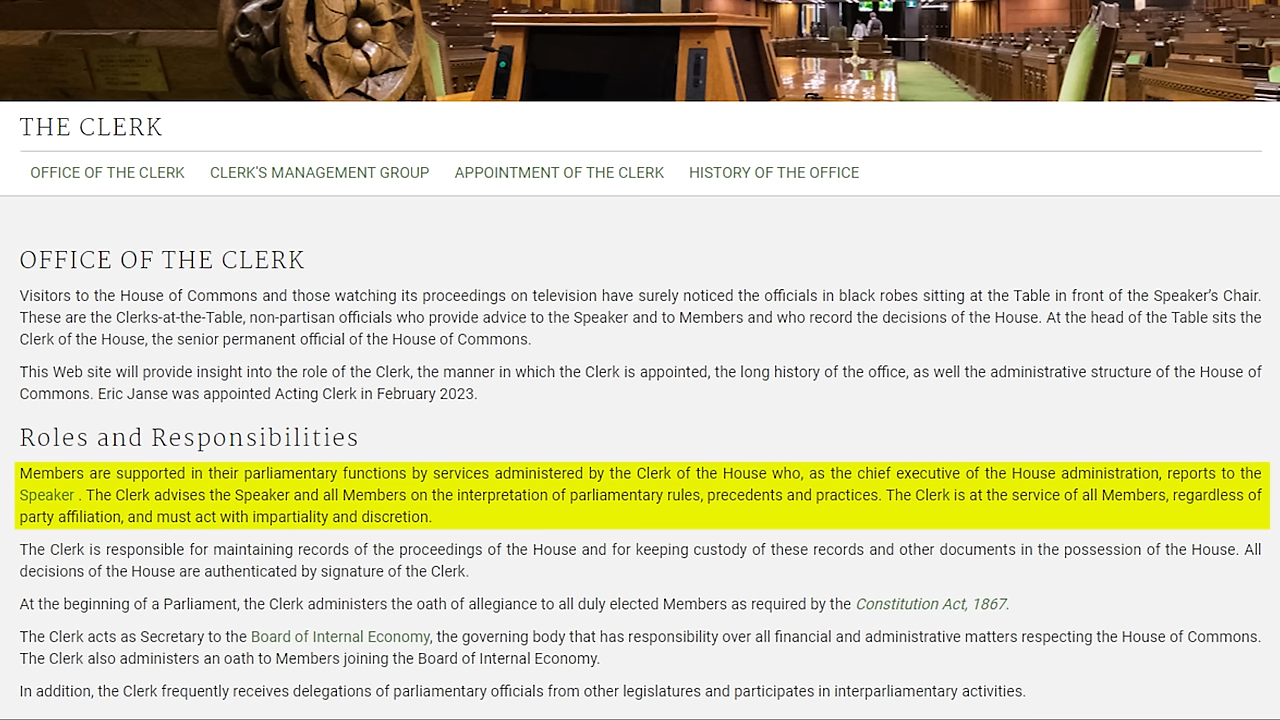 THE CLERK
OFFICE OF THE CLERK CLERK'S MANAGEMENT GROUP APPOINTMENT OF THE CLERK HISTORY OF THE OFFICE
OFFICE OF THE CLERK
Visitors to the House of Commons and those watching its proceedings on television have surely noticed the officials in black robes sitting at the Table in front of the Speaker's Chair.
These are the Clerks-at-the-Table, non-partisan officials who provide advice to the Speaker and to Members and who record the decisions of the House. At the head of the Table sits the
Clerk of the House, the senior permanent official of the House of Commons.
This Web site will provide insight into the role of the Clerk, the manner in which the Clerk is appointed, the long history of the office, as well the administrative structure of the House of
Commons. Eric Janse was appointed Acting Clerk in February 2023.
Roles and Responsibilities
Members are supported in their parliamentary functions by services administered by the Clerk of the House who, as the chief executive of the House administration, reports to the
Speaker . The Clerk advises the Speaker and all Members on the interpretation of parliamentary rules, precedents and practices. The Clerk is at the service of all Members, regardless of
party affiliation, and must act with impartiality and discretion.
The Clerk is responsible for maintaining records of the proceedings of the House and for keeping custody of these records and other documents in the possession of the House. All
decisions of the House are authenticated by signature of the Clerk.
At the beginning of a Parliament, the Clerk administers the oath of allegiance to all duly elected Members as required by the Constitution Act, 1867.
The Clerk acts as Secretary to the Board of Internal Economy, the governing body that has responsibility over all financial and administrative matters respecting the House of Commons.
The Clerk also administers an oath to Members joining the Board of Internal Economy.
In addition, the Clerk frequently receives delegations of parliamentary officials from other legislatures and participates in interparliamentary activities.